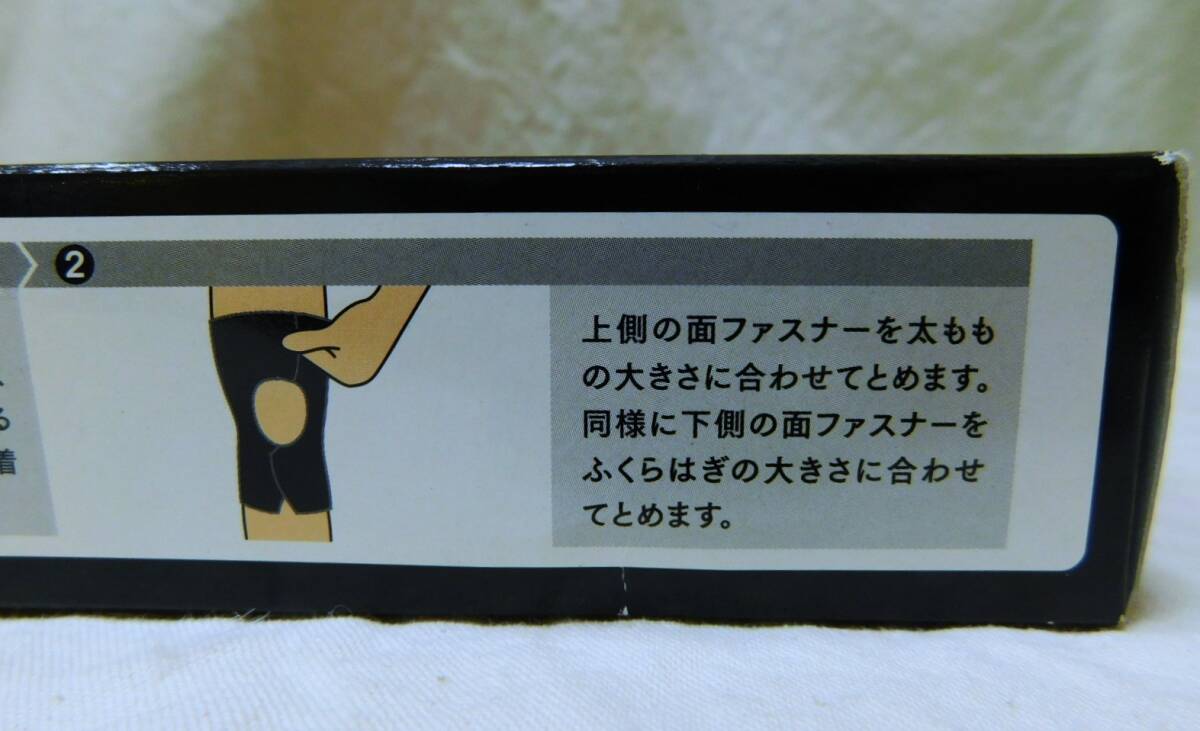 、
る
着
2
上側の面ファスナーを太もも
の大きさに合わせてとめます。
同様に下側の面ファスナーを
ふくらはぎの大きさに合わせ
てとめます。